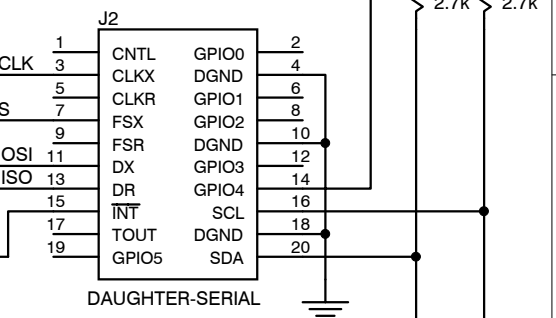 J2
2.7k 2.7k
1 CNTL GPIO0 2
CLK 3 CLKX DGND 4
5 CLKR GPIO1 6
S 7 FSX GPIO2 8
9 FSR DGND 10
OSI 11 DX GPIO3 12
ISO 13 DR GPIO4 14
15 INT SCL 16
17 TOUT DGND 18
19 GPIO5 SDA 20
DAUGHTER-SERIAL